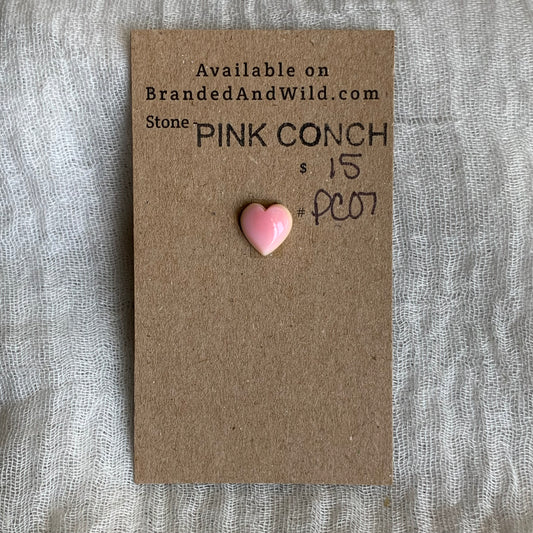 Available on
BrandedAndWild.com
Stone - PINK CONCH
$ 15
# PC07